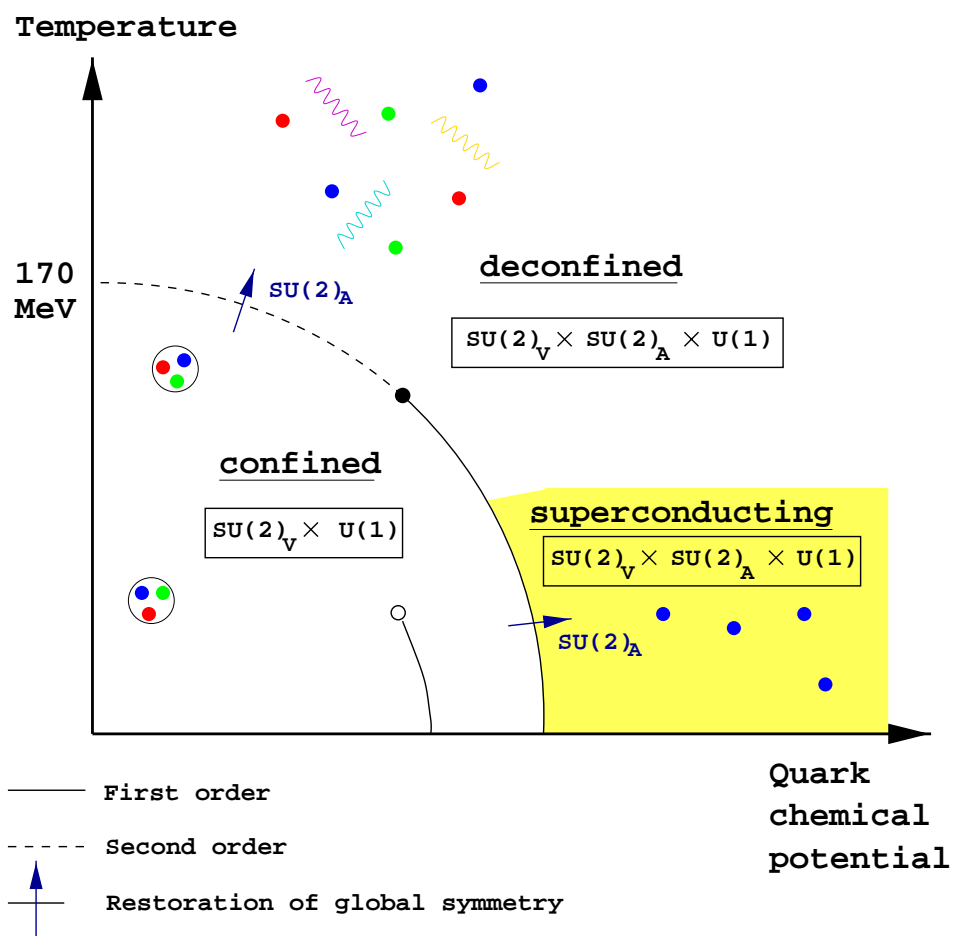 Temperature
170
MeV
SU(2)A
deconfined
SU(2)V × SU(2)A × U(1)
confined
SU(2)V × U(1)
superconducting
SU(2)V × SU(2)A × U(1)
SU(2)A
Quark
chemical
potential
First order
Second order
Restoration of global symmetry